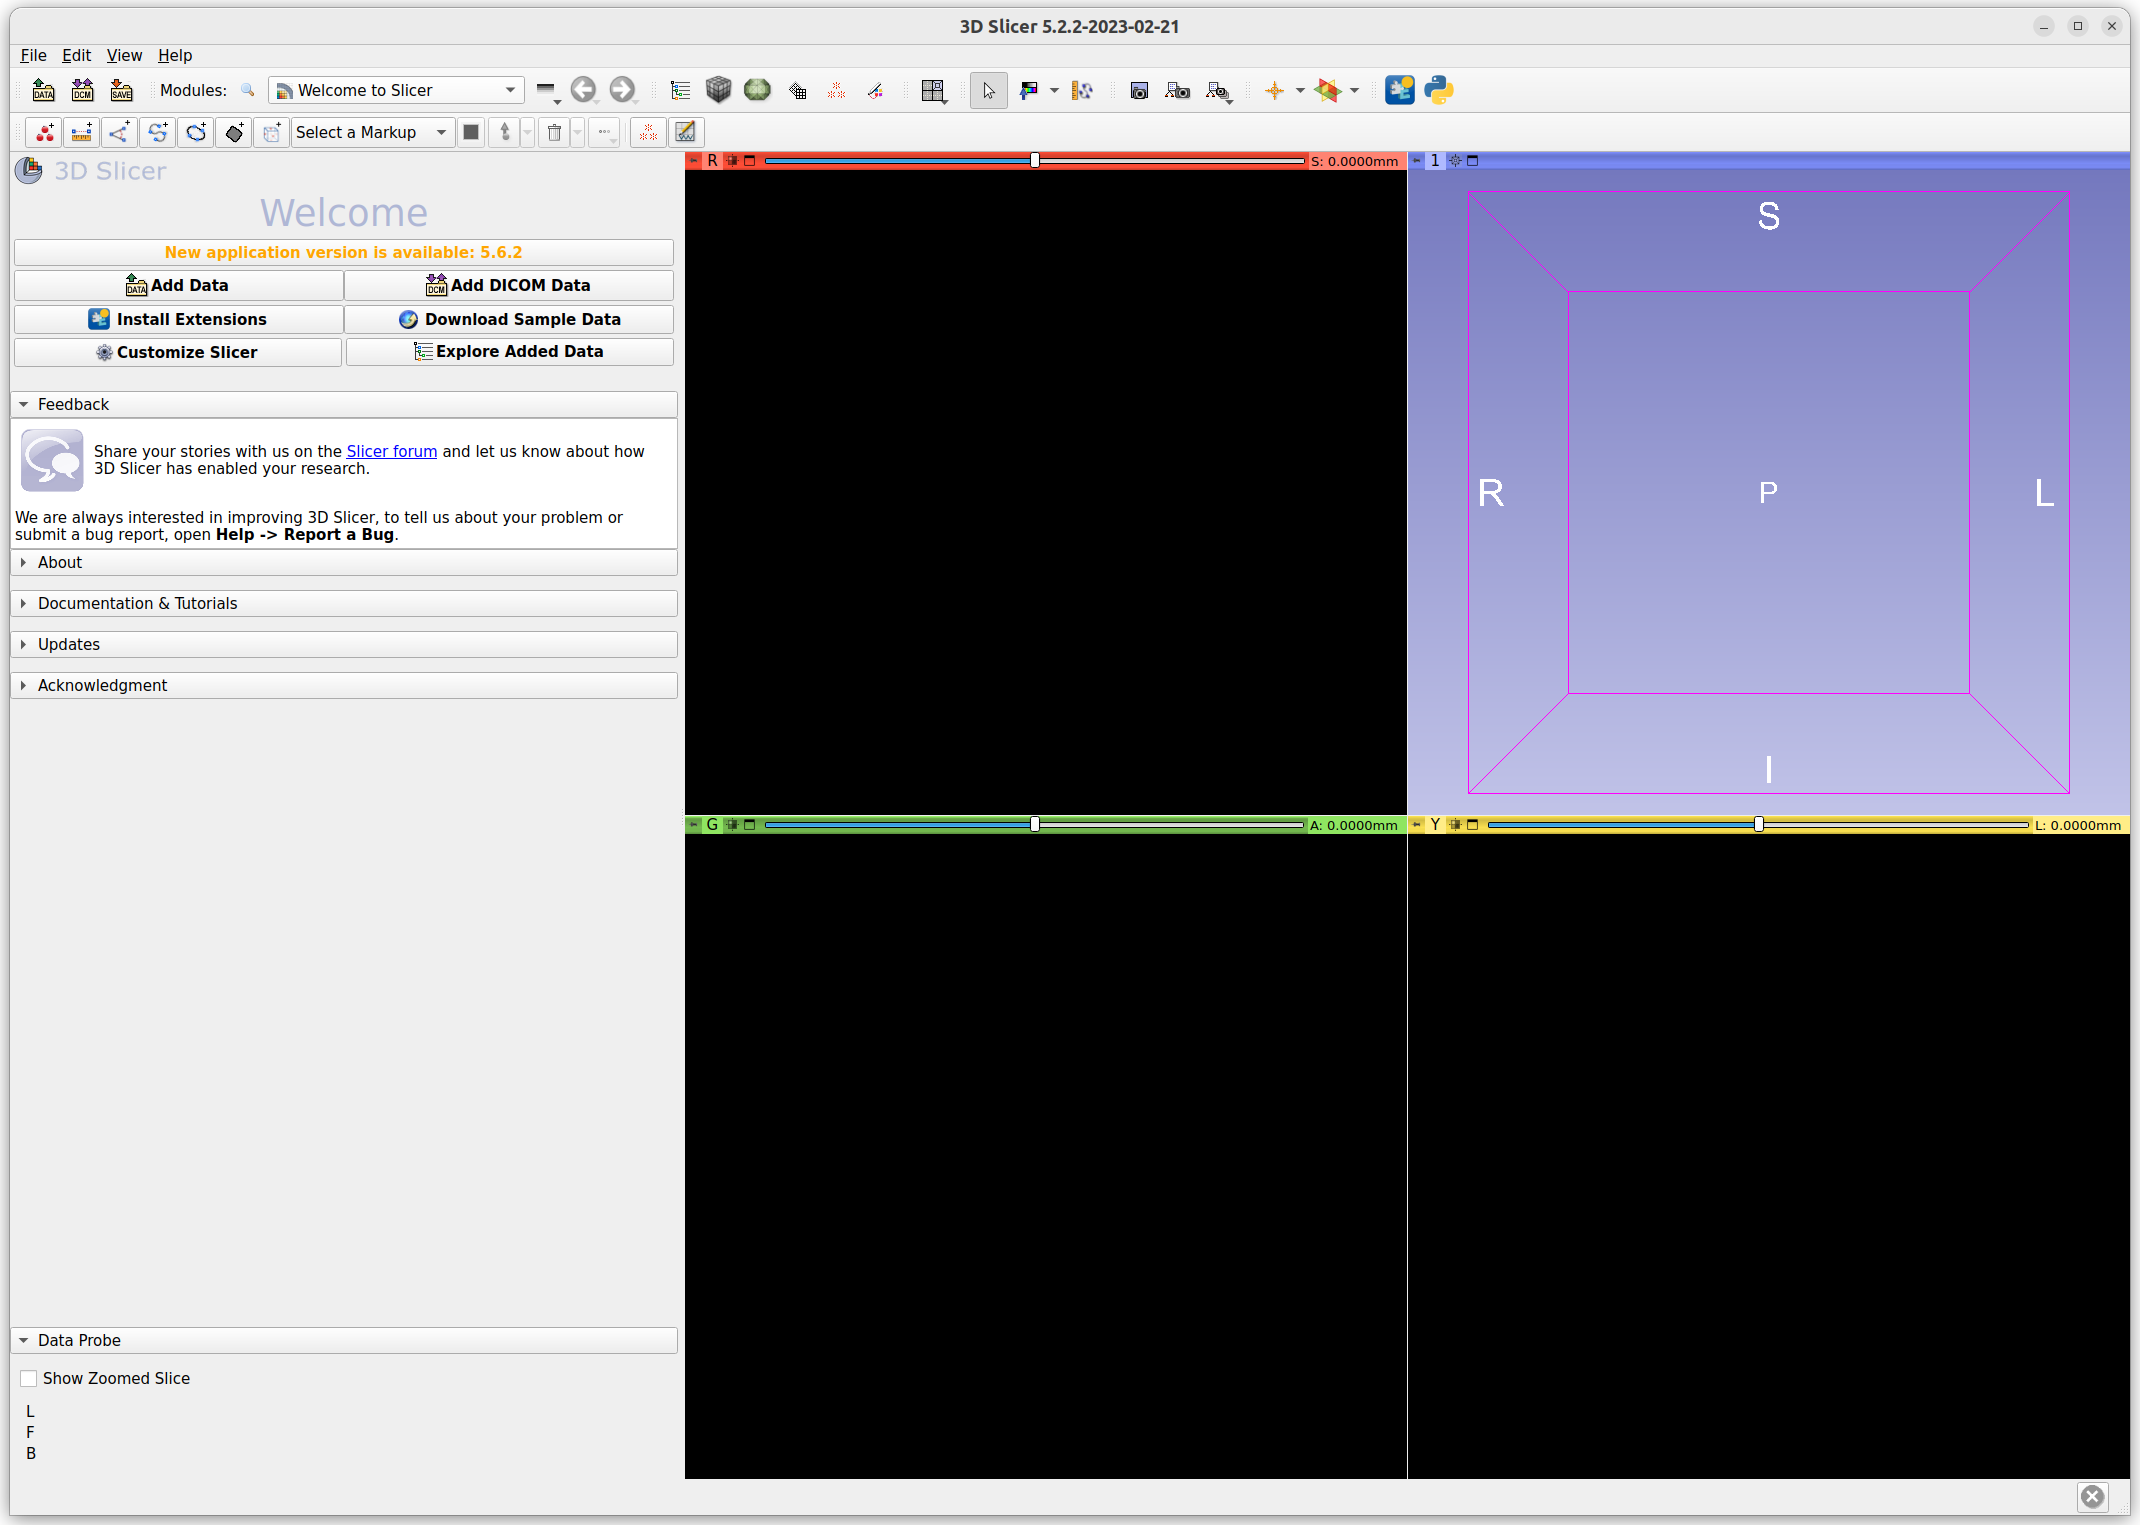 3D Slicer 5.2.2-2023-02-21
File Edit View Help
DATA DCM SAVE Modules: Welcome to Slicer
Select a Markup
3D Slicer
Welcome
New application version is available: 5.6.2
DATA Add Data
DCM Add DICOM Data
Install Extensions
Download Sample Data
Customize Slicer
Explore Added Data
Feedback
Share your stories with us on the Slicer forum and let us know about how
3D Slicer has enabled your research.
We are always interested in improving 3D Slicer, to tell us about your problem or
submit a bug report, open Help -> Report a Bug.
About
Documentation & Tutorials
Updates
Acknowledgment
Data Probe
Show Zoomed Slice
L
F
B
R S: 0.0000mm
1
S
R P L
I
G A: 0.0000mm
Y L: 0.0000mm